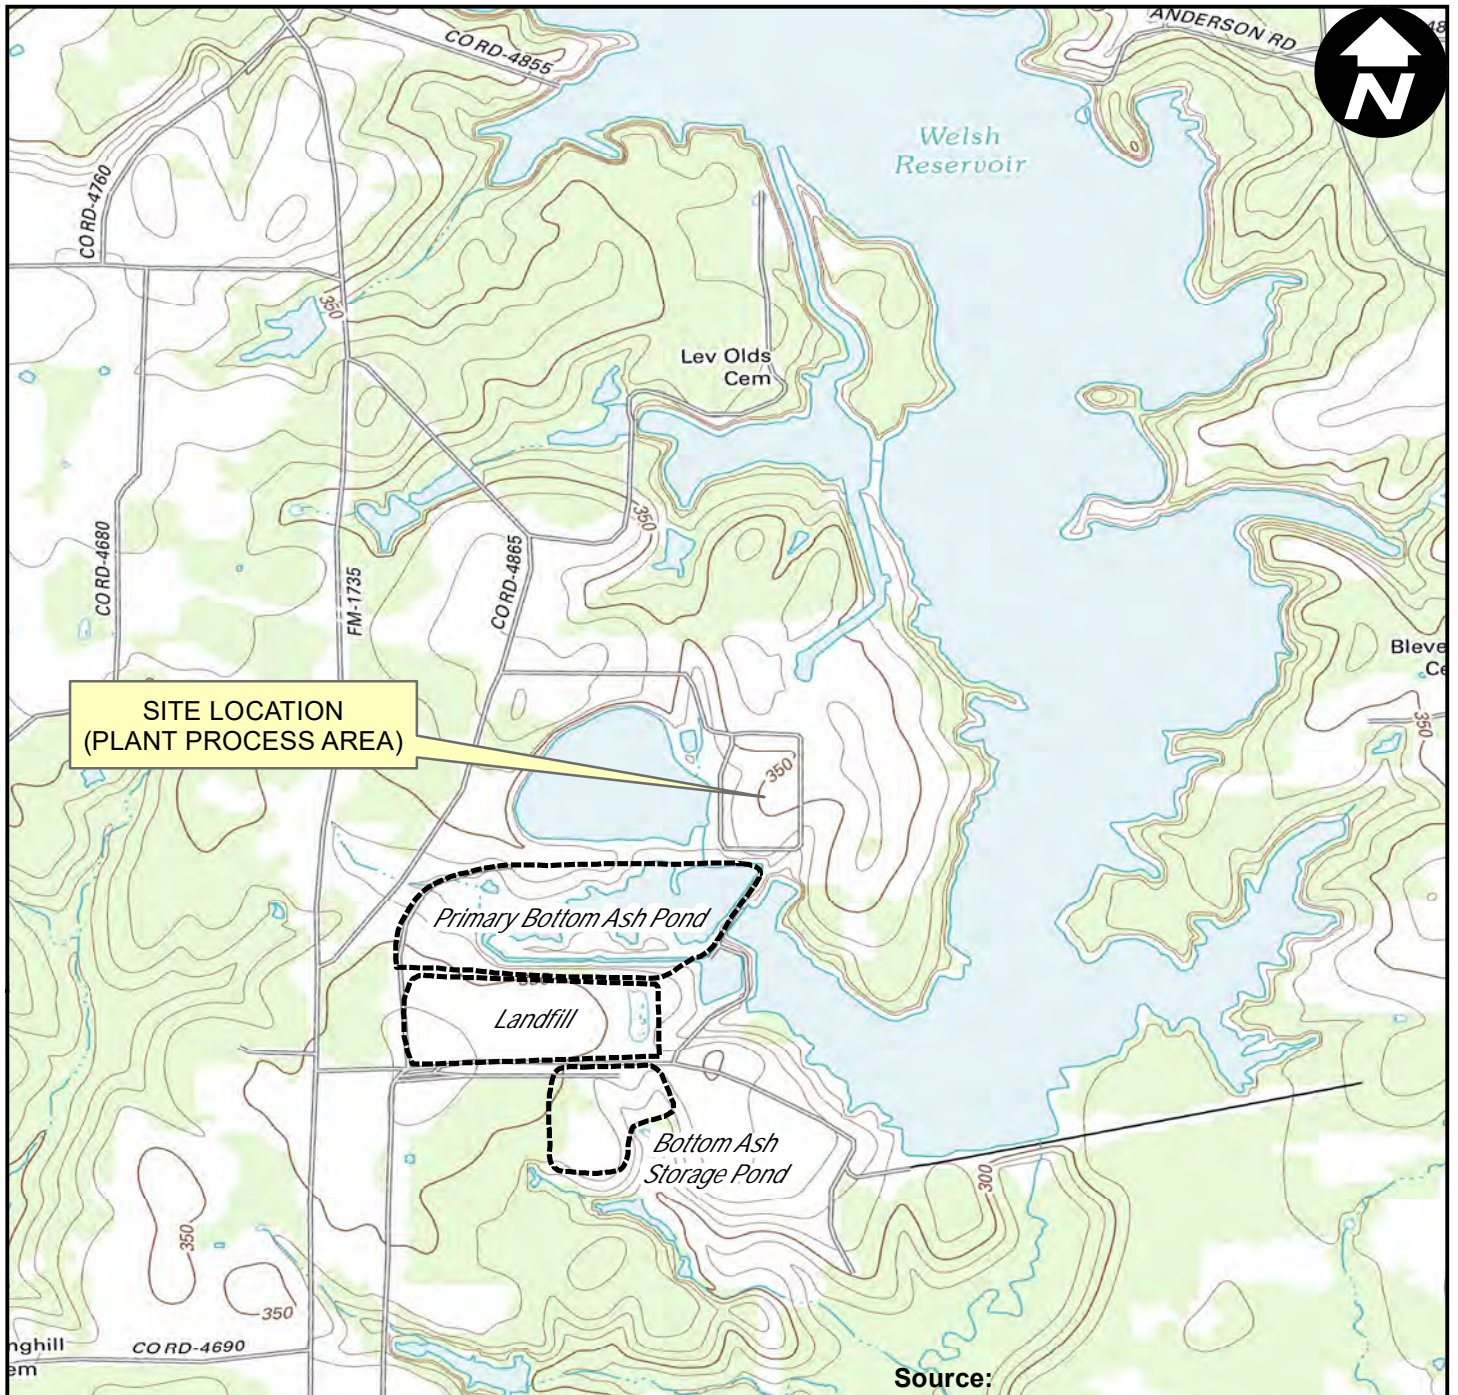 ANDERSON RD
48
CO RD-4855
N
Welsh
Reservoir
CO RD-4760
350
Lev Olds
Cem
350
CO RD-4680
FM-1735
CO RD-4865
Bleve
Ce
350
SITE LOCATION
(PLANT PROCESS AREA)
350
Primary Bottom Ash Pond
Landfill
Bottom Ash
Storage Pond
300
350
350
nghill
em
CO RD-4690
Source: